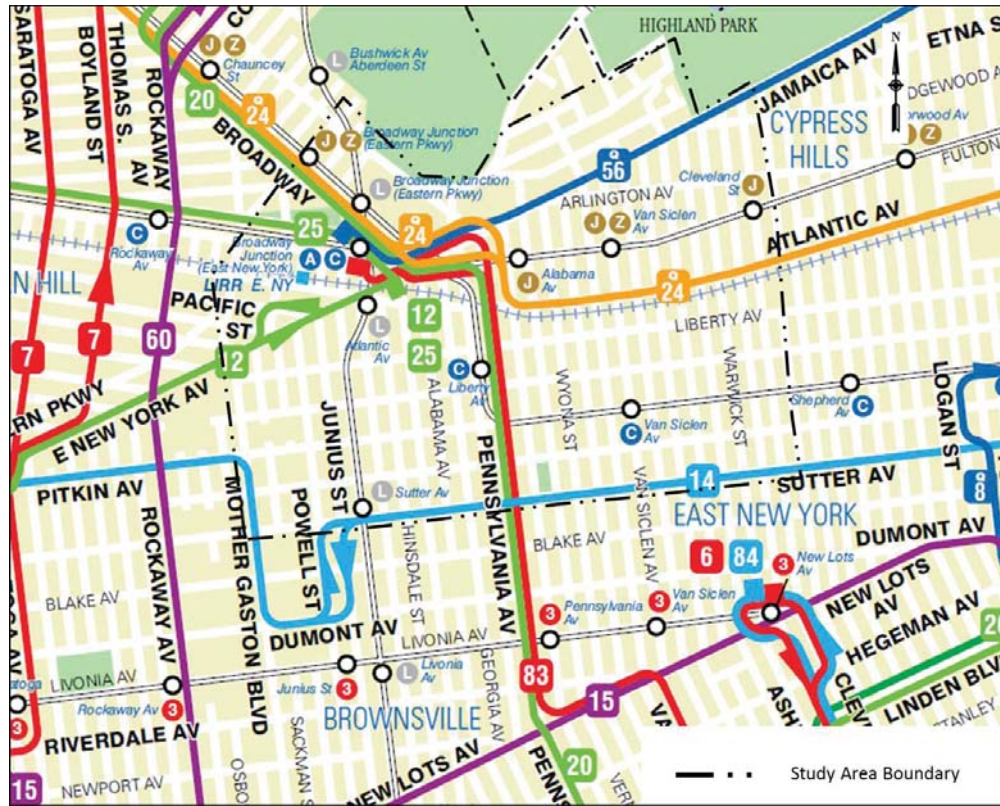 HIGHLAND PARK
SARATOGA AV
THOMAS S.
BOYLAND ST
ROCKAWAY
AV
J Z
Chauncey
St
L
Bushwick Av
Aberdeen St
20
24
BROADWAY
J Z
Broadway Junction
(Eastern Pkwy)
L
Broadway Junction
(Eastern Pkwy)
JAMAICA AV
ETNA S
N
CYPRESS
HILLS
Z
FULTON
56
ARLINGTON AV
Cleveland
St
J
J Z
Van Siclen
Av
ATLANTIC AV
C
Rockaway
Av
25
Broadway
Junction
(East New York)
A C
LIRR E. NY
24
J
Alabama
Av
24
N HILL
PACIFIC
ST
7
7
60
2
L
Atlantic
Av
12
25
LIBERTY AV
C
Liberty
Av
ALABAMA AV
WYONA ST
WARWICK ST
C
Van Siclen
Av
Shepherd
Av
C
LOGAN ST
RN PKWY
E NEW YORK AV
JUNIUS ST
PENNSYLVANIA AV
PITKIN AV
MOTHER GASTON BLVD
POWELL ST
L
Sutter Av
HINSDALE ST
14
SUTTER AV
VAN SICLEN AV
EAST NEW YORK
8
ROCKAWAY AV
BLAKE AV
BLAKE AV
DUMONT AV
6
84
3
New Lots
Av
NEW LOTS
AV
DUMONT AV
LIVONIA AV
3
Pennsylvania
Av
3
Van Siclen
Av
HEGEMAN AV
LIVONIA AV
Rockaway Av
3
Junius St
3
L
Livonia
Av
GEORGIA AV
83
15
LINDEN BLV
STANLEY
3
RIVERDALE AV
BROWNSVILLE
SACKMAN S
15
NEWPORT AV
OSBO
NEW LOTS AV
PENNS
20
VA
ASH
CLEV
Study Area Boundary